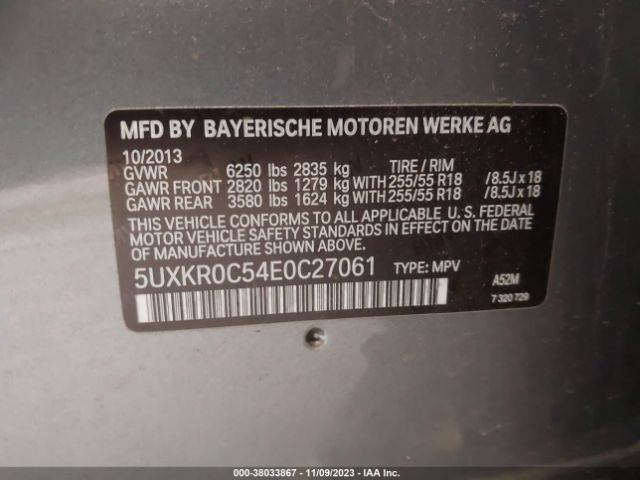 MFD BY BAYERISCHE MOTOREN WERKE AG
10/2013
GVWR 6250 lbs 2835 kg TIRE / RIM
GAWR FRONT 2820 lbs 1279 kg WITH 255/55 R18 /8.5J x 18
GAWR REAR 3580 lbs 1624 kg WITH 255/55 R18 /8.5J x 18
THIS VEHICLE CONFORMS TO ALL APPLICABLE U. S. FEDERAL
MOTOR VEHICLE SAFETY STANDARDS IN EFFECT ON THE DATE
OF MANUFACTURE SHOWN ABOVE.
5UXKR0C54E0C27061 TYPE: MPV A52M
7 320 729
000-38033867 - 11/09/2023 - IAA Inc.